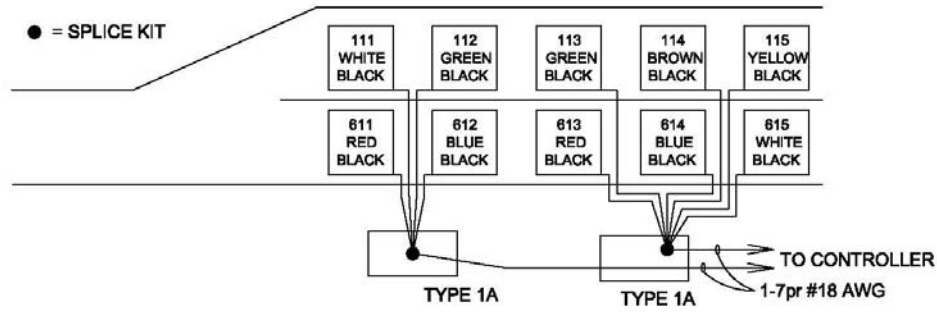 ● = SPLICE KIT
111
WHITE
BLACK
112
GREEN
BLACK
113
GREEN
BLACK
114
BROWN
BLACK
115
YELLOW
BLACK
611
RED
BLACK
612
BLUE
BLACK
613
RED
BLACK
614
BLUE
BLACK
615
WHITE
BLACK
TO CONTROLLER
1-7pr #18 AWG
TYPE 1A
TYPE 1A